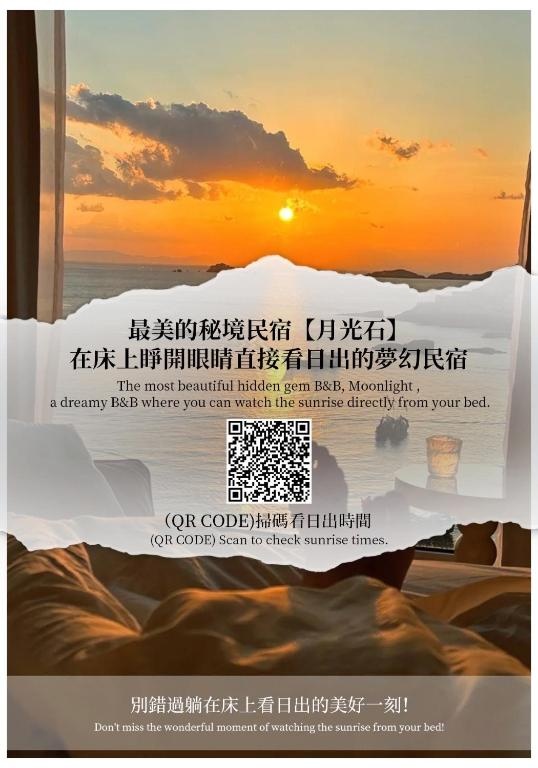 最美的秘境民宿【月光石】
在床上睜開眼睛直接看日出的夢幻民宿
The most beautiful hidden gem B&B, Moonlight ,
a dreamy B&B where you can watch the sunrise directly from your bed.
(QR CODE)掃碼看日出時間
(QR CODE) Scan to check sunrise times.
別錯過躺在床上看日出的美好一刻!
Don't miss the wonderful moment of watching the sunrise from your bed!